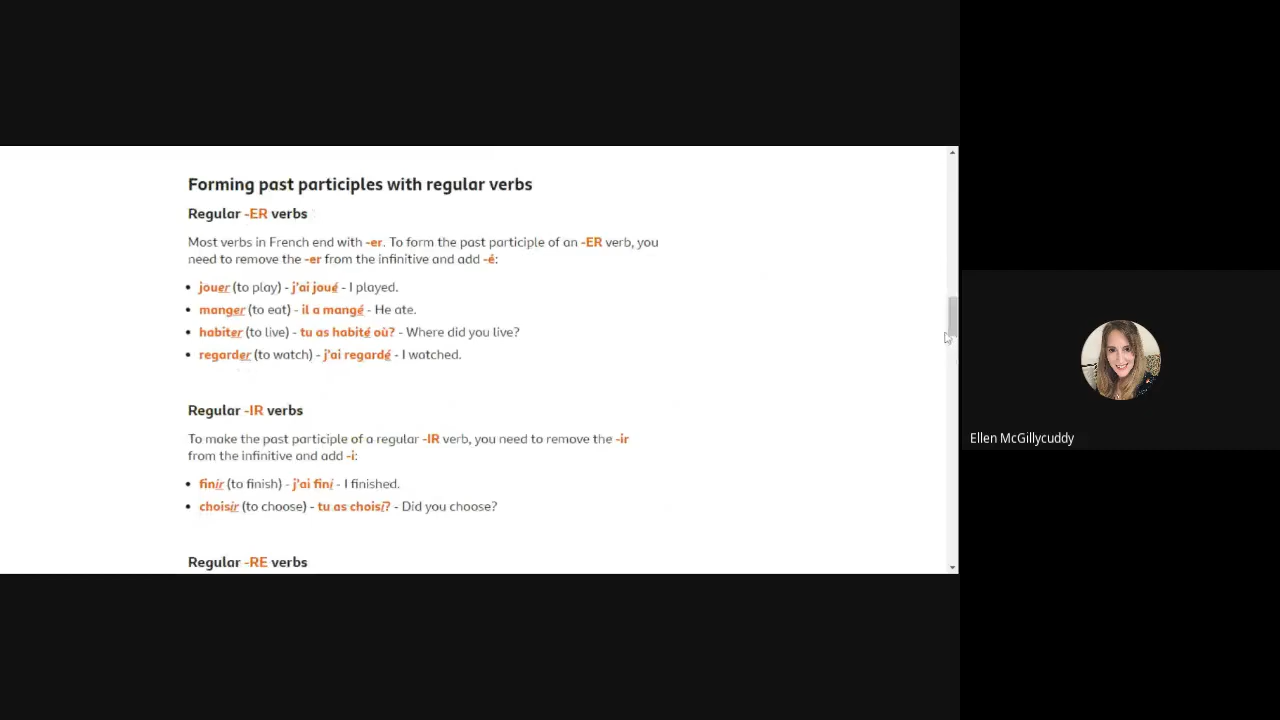 Forming past participles with regular verbs
Regular -ER verbs
Most verbs in French end with -er. To form the past participle of an -ER verb, you
need to remove the -er from the infinitive and add -é:
• jouer (to play) - j'ai joué - I played.
• manger (to eat) - il a mangé - He ate.
• habiter (to live) - tu as habité où? - Where did you live?
• regarder (to watch) - j'ai regardé - I watched.
Regular -IR verbs
To make the past participle of a regular -IR verb, you need to remove the -ir
from the infinitive and add -i:
• finir (to finish) - j'ai fini - I finished.
• choisir (to choose) - tu as choisi? - Did you choose?
Regular -RE verbs
Ellen McGillycuddy